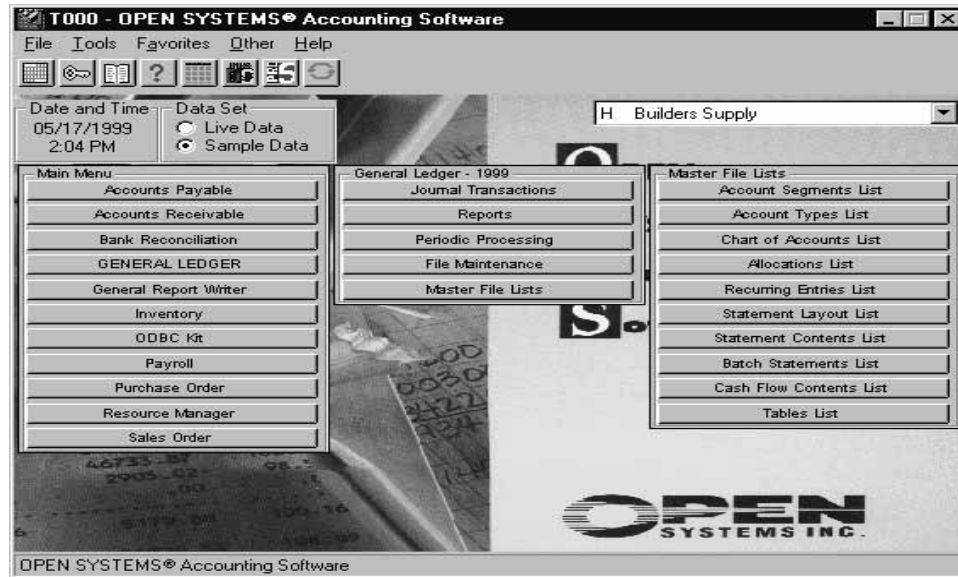 T000 - OPEN SYSTEMS® Accounting Software
File Tools Favorites Other Help
Date and Time
05/17/1999
2:04 PM
Data Set
Live Data
Sample Data
H Builders Supply
Main Menu
Accounts Payable
Accounts Receivable
Bank Reconciliation
GENERAL LEDGER
General Report Writer
Inventory
ODBC Kit
Payroll
Purchase Order
Resource Manager
Sales Order
General Ledger - 1999
Journal Transactions
Reports
Periodic Processing
File Maintenance
Master File Lists
Master File Lists
Account Segments List
Account Types List
Chart of Accounts List
Allocations List
Recurring Entries List
Statement Layout List
Statement Contents List
Batch Statements List
Cash Flow Contents List
Tables List
OPEN
SYSTEMS INC.
OPEN SYSTEMS® Accounting Software